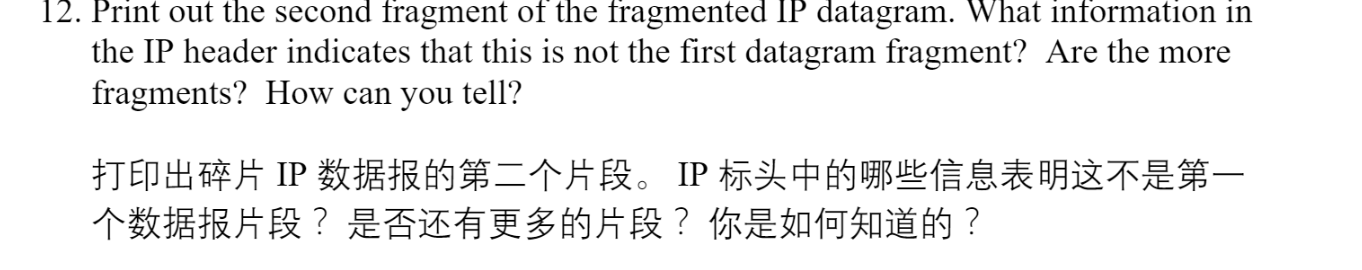 12. Print out the second fragment of the fragmented IP datagram. What information in
the IP header indicates that this is not the first datagram fragment? Are the more
fragments? How can you tell?
打印出碎片 IP 数据报的第二个片段。 IP 标头中的哪些信息表明这不是第一
个数据报片段？ 是否还有更多的片段？ 你是如何知道的？